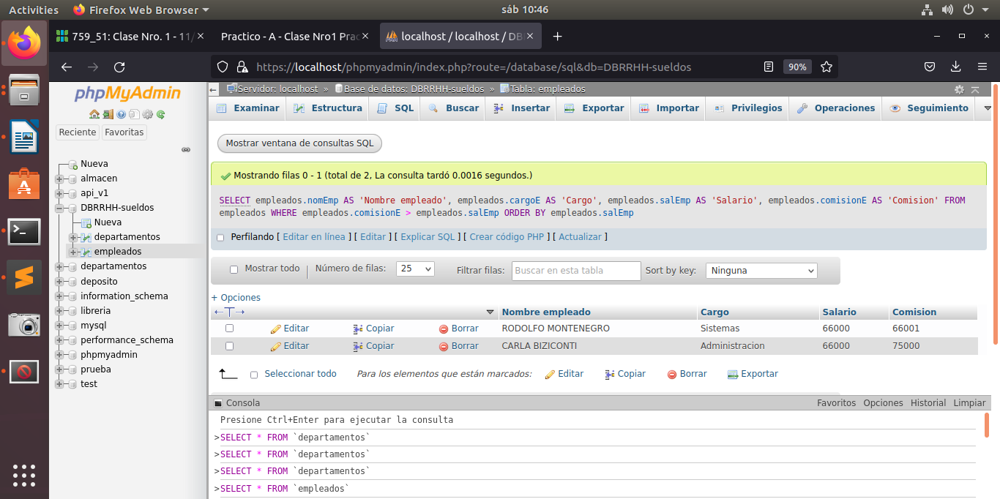 Activities Firefox Web Browser sáb 10:46
759_51: Clase Nro. 1 - 11/ Practico - A - Clase Nro1 Prac localhost / localhost / DB
https://localhost/phpmyadmin/index.php?route=/database/sql&db=DBRRHH-sueldos 90%
phpMyAdmin
Reciente Favoritas
Nueva
almacen
api_v1
DBRRHH-sueldos
Nueva
departamentos
empleados
departamentos
deposito
information_schema
libreria
mysql
performance_schema
phpmyadmin
prueba
test
Servidor: localhost » Base de datos: DBRRHH-sueldos » Tabla: empleados
Examinar Estructura SQL Buscar Insertar Exportar Importar Privilegios Operaciones Seguimiento
Mostrar ventana de consultas SQL
Mostrando filas 0 - 1 (total de 2, La consulta tardó 0.0016 segundos.)
SELECT empleados.nomEmp AS 'Nombre empleado', empleados.cargoE AS 'Cargo', empleados.salEmp AS 'Salario', empleados.comisionE AS 'Comision' FROM
empleados WHERE empleados.comisionE > empleados.salEmp ORDER BY empleados.salEmp
Perfilando [ Editar en línea ] [ Editar ] [ Explicar SQL ] [ Crear código PHP ] [ Actualizar ]
Mostrar todo Número de filas: 25 Filtrar filas: Buscar en esta tabla Sort by key: Ninguna
+ Opciones
←T→ Nombre empleado Cargo Salario Comision
Editar Copiar Borrar RODOLFO MONTENEGRO Sistemas 66000 66001
Editar Copiar Borrar CARLA BIZICONTI Administracion 66000 75000
Seleccionar todo Para los elementos que están marcados: Editar Copiar Borrar Exportar
Consola Favoritos Opciones Historial Limpiar
Presione Ctrl+Enter para ejecutar la consulta
>SELECT * FROM `departamentos`
>SELECT * FROM `departamentos`
>SELECT * FROM `departamentos`
>SELECT * FROM `empleados`